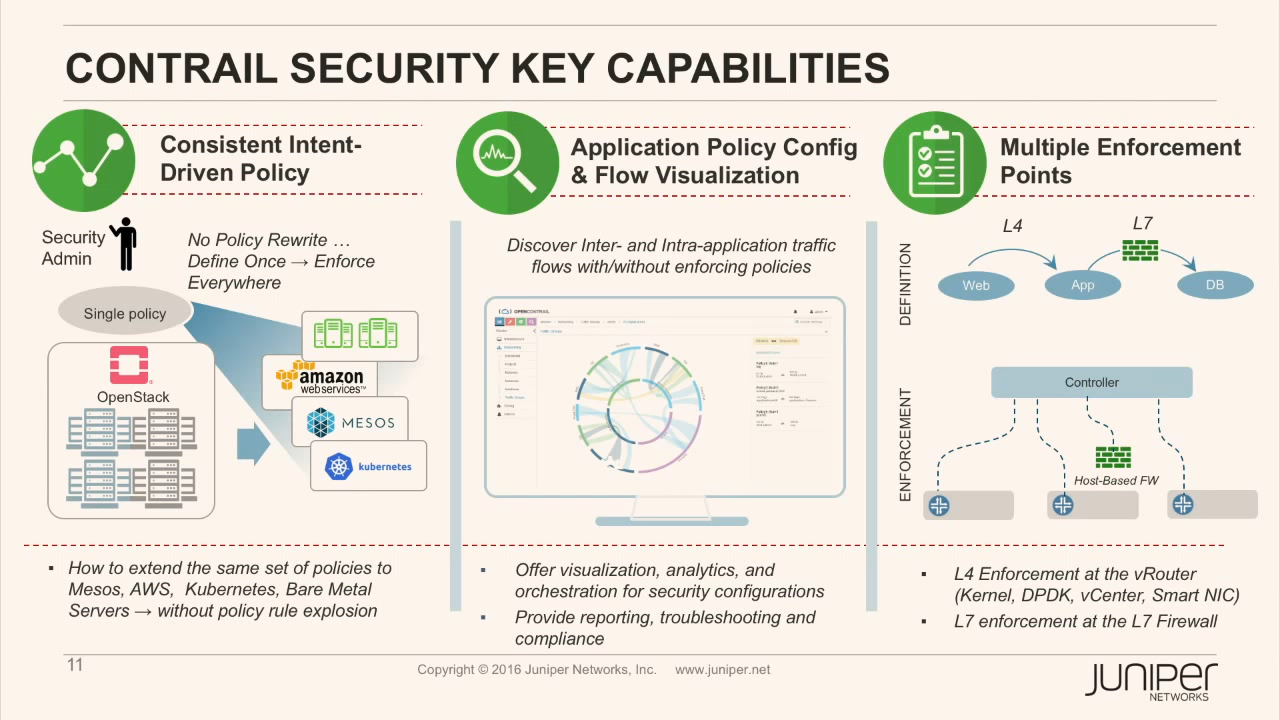 CONTRAIL SECURITY KEY CAPABILITIES
Consistent Intent-
Driven Policy
Security
Admin
No Policy Rewrite …
Define Once → Enforce
Everywhere
Single policy
OpenStack
amazon
webservices™
MESOS
kubernetes
▪ How to extend the same set of policies to
Mesos, AWS, Kubernetes, Bare Metal
Servers → without policy rule explosion
Application Policy Config
& Flow Visualization
Discover Inter- and Intra-application traffic
flows with/without enforcing policies
OPENCONTRAIL
▪ Offer visualization, analytics, and
orchestration for security configurations
▪ Provide reporting, troubleshooting and
compliance
Multiple Enforcement
Points
L4
L7
DEFINITION
Web
App
DB
ENFORCEMENT
Controller
Host-Based FW
▪ L4 Enforcement at the vRouter
(Kernel, DPDK, vCenter, Smart NIC)
▪ L7 enforcement at the L7 Firewall
11
Copyright © 2016 Juniper Networks, Inc. www.juniper.net
JUNIPER
NETWORKS